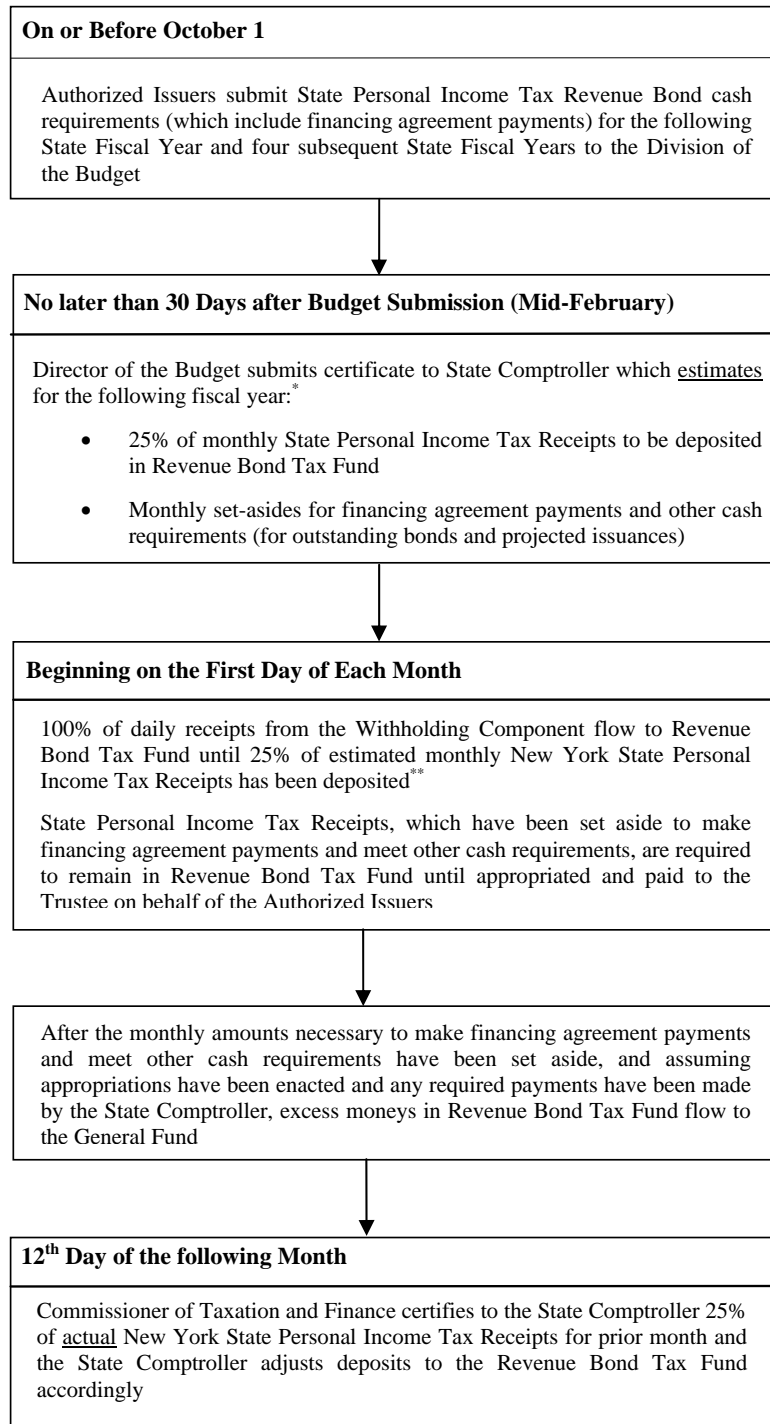 On or Before October 1
Authorized Issuers submit State Personal Income Tax Revenue Bond cash
requirements (which include financing agreement payments) for the following
State Fiscal Year and four subsequent State Fiscal Years to the Division of
the Budget
No later than 30 Days after Budget Submission (Mid-February)
Director of the Budget submits certificate to State Comptroller which estimates
for the following fiscal year:*
• 25% of monthly State Personal Income Tax Receipts to be deposited
in Revenue Bond Tax Fund
• Monthly set-asides for financing agreement payments and other cash
requirements (for outstanding bonds and projected issuances)
Beginning on the First Day of Each Month
100% of daily receipts from the Withholding Component flow to Revenue
Bond Tax Fund until 25% of estimated monthly New York State Personal
Income Tax Receipts has been deposited**
State Personal Income Tax Receipts, which have been set aside to make
financing agreement payments and meet other cash requirements, are required
to remain in Revenue Bond Tax Fund until appropriated and paid to the
Trustee on behalf of the Authorized Issuers
After the monthly amounts necessary to make financing agreement payments
and meet other cash requirements have been set aside, and assuming
appropriations have been enacted and any required payments have been made
by the State Comptroller, excess moneys in Revenue Bond Tax Fund flow to
the General Fund
12th Day of the following Month
Commissioner of Taxation and Finance certifies to the State Comptroller 25%
of actual New York State Personal Income Tax Receipts for prior month and
the State Comptroller adjusts deposits to the Revenue Bond Tax Fund
accordingly